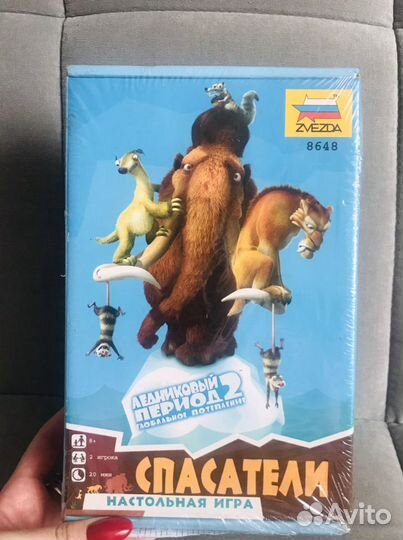 ZVEZDA
8648
ЛЕДНИКОВЫЙ
ПЕРИОД 2
ГЛОБАЛЬНОЕ ПОТЕПЛЕНИЕ
8+
2 игрока
20 мин
СПАСАТЕЛИ
НАСТОЛЬНАЯ ИГРА
Avito